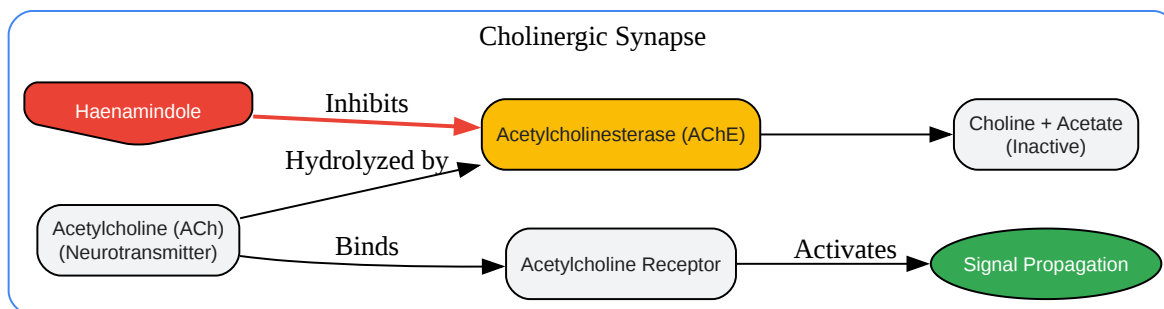 Cholinergic Synapse
Haenamindole
Inhibits
Acetylcholinesterase (AChE)
Choline + Acetate
(Inactive)
Hydrolyzed by
Acetylcholine (ACh)
(Neurotransmitter)
Binds
Acetylcholine Receptor
Activates
Signal Propagation